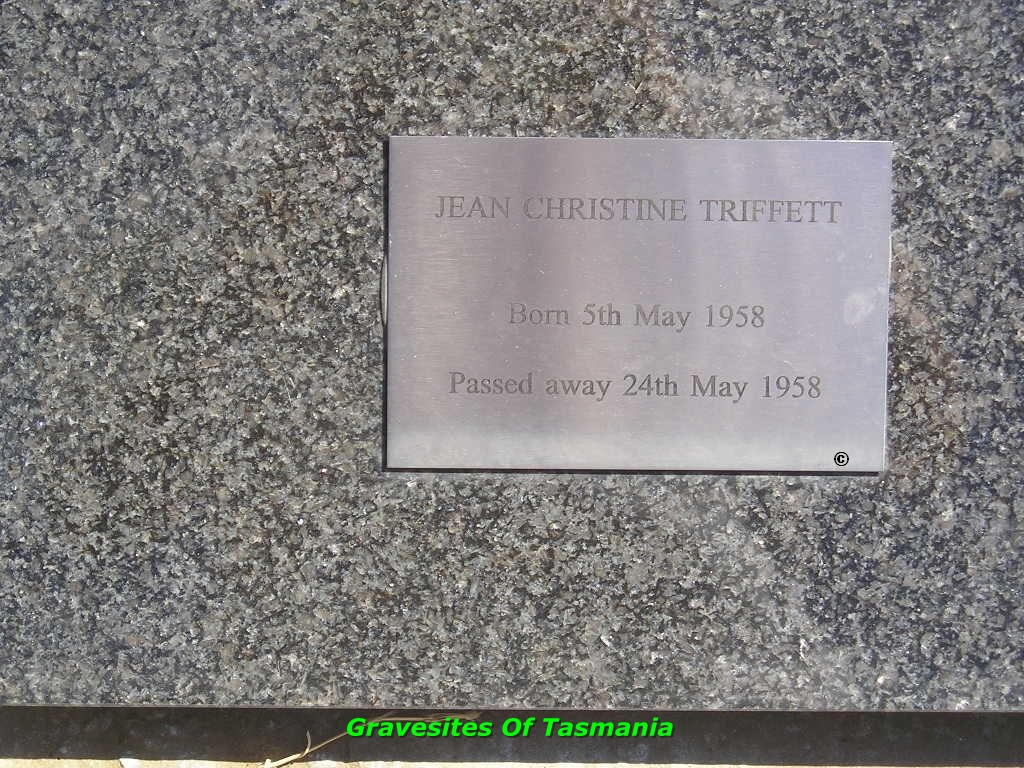 JEAN CHRISTINE TRIFFETT
Born 5th May 1958
Passed away 24th May 1958
©
Gravesites Of Tasmania